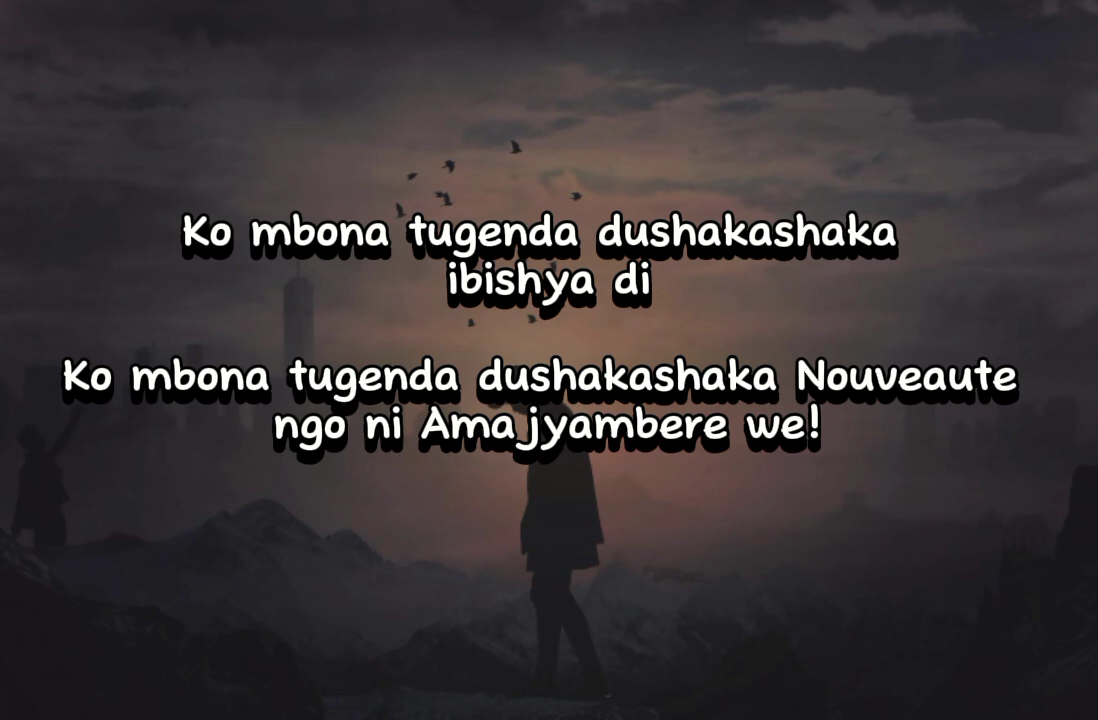 Ko mbona tugenda dushakashaka
ibishya di
Ko mbona tugenda dushakashaka Nouveaute
ngo ni Amajyambere we!